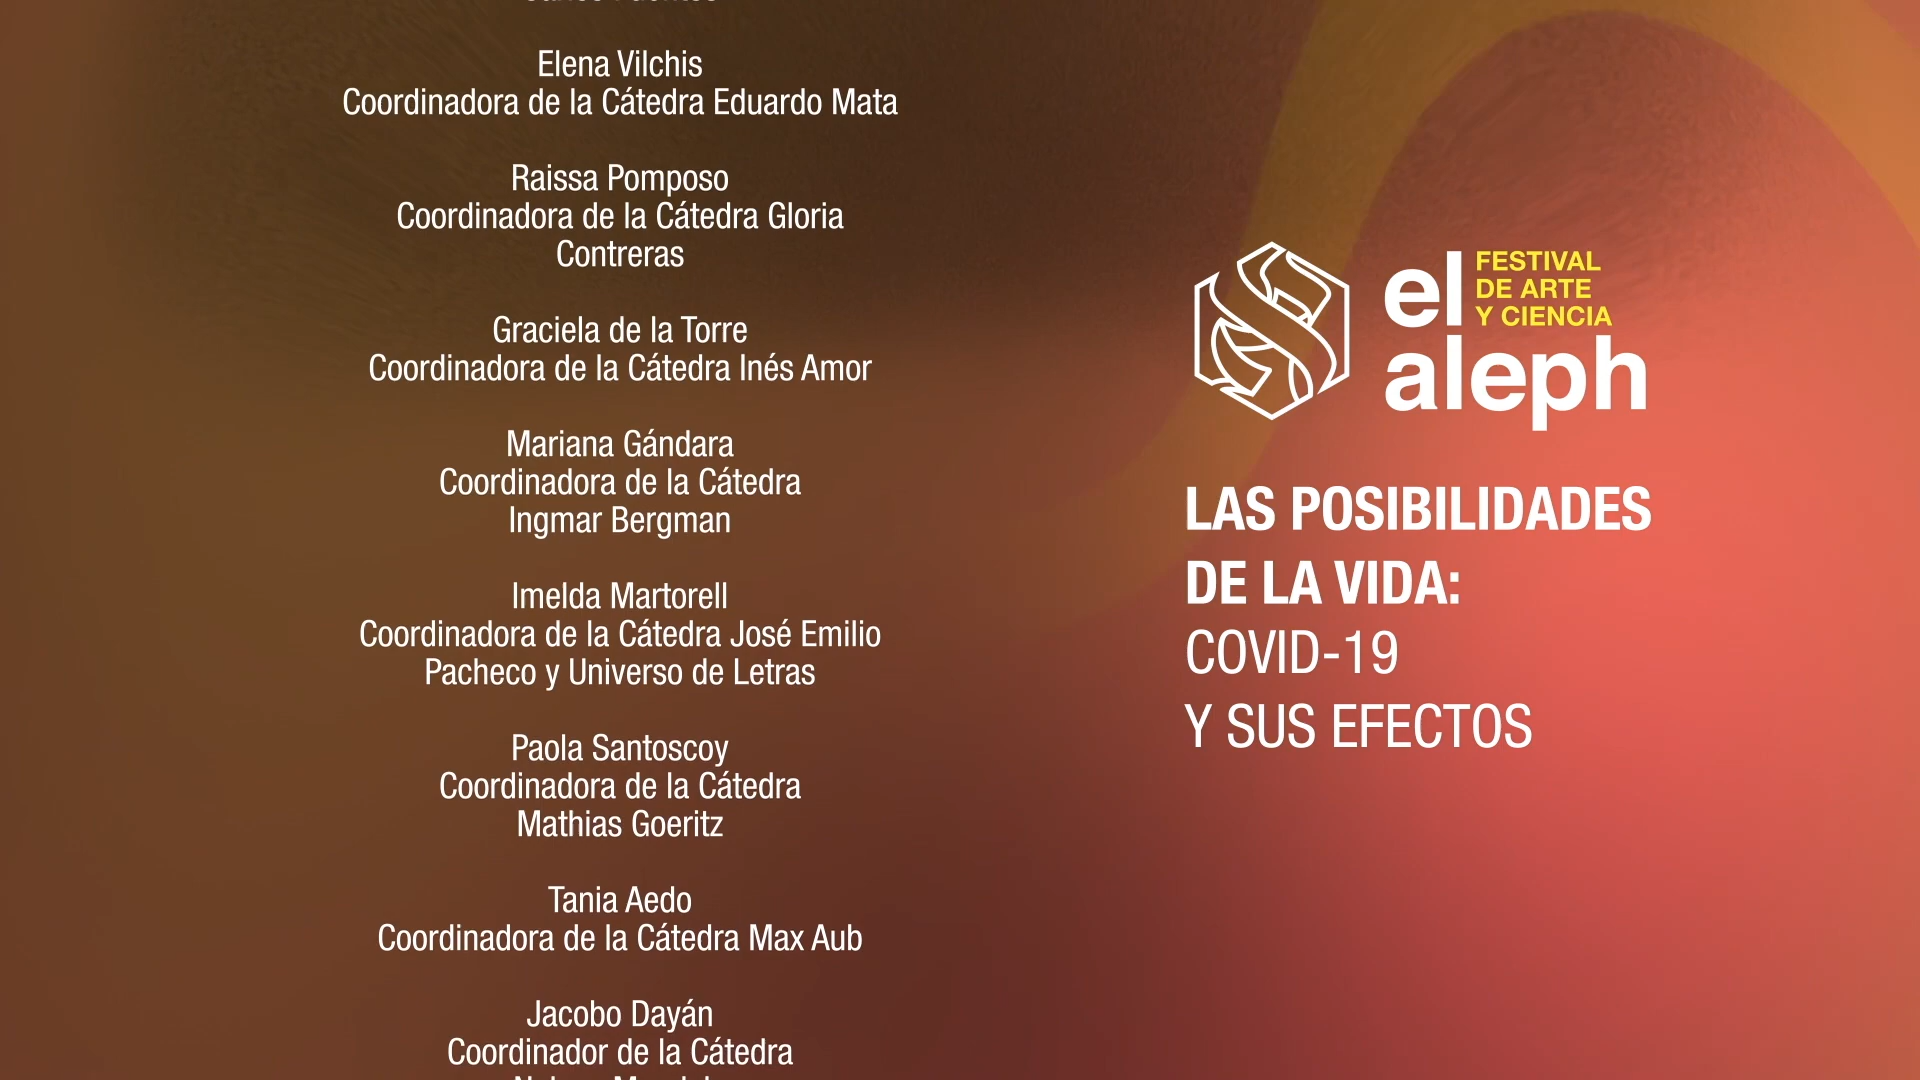 Elena Vilchis
Coordinadora de la Cátedra Eduardo Mata
Raissa Pomposo
Coordinadora de la Cátedra Gloria
Contreras
Graciela de la Torre
Coordinadora de la Cátedra Inés Amor
Mariana Gándara
Coordinadora de la Cátedra
Ingmar Bergman
Imelda Martorell
Coordinadora de la Cátedra José Emilio
Pacheco y Universo de Letras
Paola Santoscoy
Coordinadora de la Cátedra
Mathias Goeritz
Tania Aedo
Coordinadora de la Cátedra Max Aub
Jacobo Dayán
Coordinador de la Cátedra
el aleph
FESTIVAL
DE ARTE
Y CIENCIA
LAS POSIBILIDADES
DE LA VIDA:
COVID-19
Y SUS EFECTOS